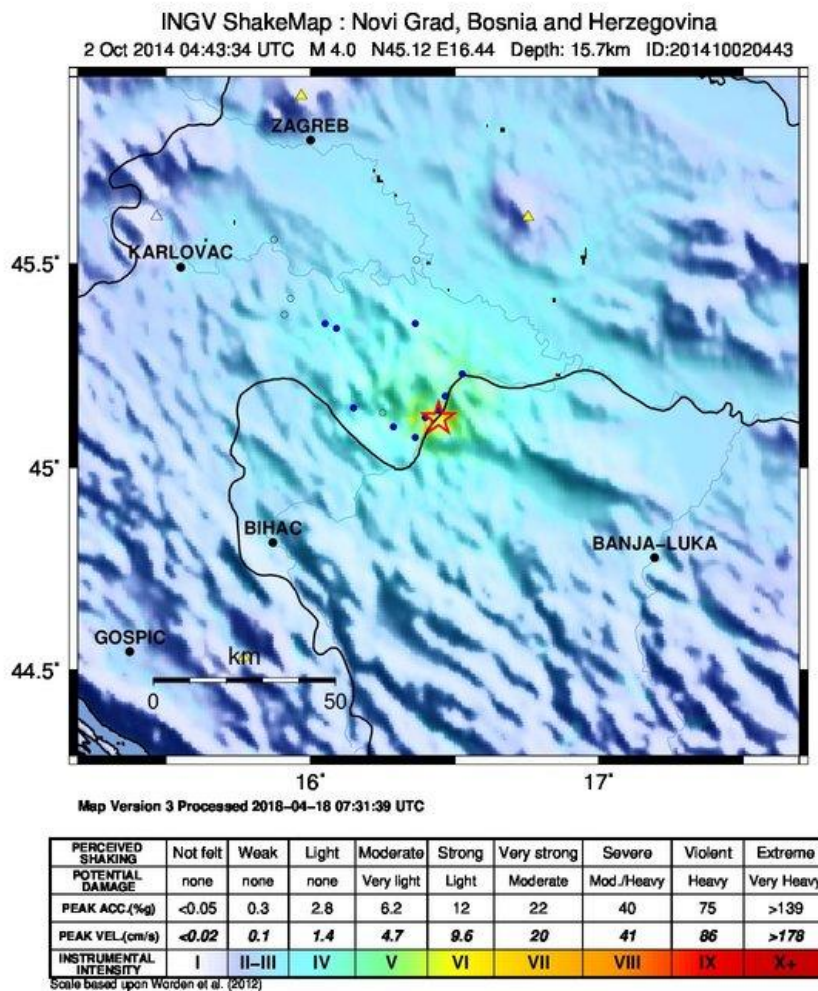 INGV ShakeMap : Novi Grad, Bosnia and Herzegovina
2 Oct 2014 04:43:34 UTC M 4.0 N45.12 E16.44 Depth: 15.7km ID:201410020443
ZAGREB
KARLOVAC
45.5˚
45˚
BIHAC
BANJA-LUKA
GOSPIC
km
44.5˚
0 50
16˚ 17˚
Map Version 3 Processed 2018-04-18 07:31:39 UTC
PERCEIVED SHAKING Not felt Weak Light Moderate Strong Very strong Severe Violent Extreme
POTENTIAL DAMAGE none none none Very light Light Moderate Mod./Heavy Heavy Very Heavy
PEAK ACC.(%g) <0.05 0.3 2.8 6.2 12 22 40 75 >139
PEAK VEL.(cm/s) <0.02 0.1 1.4 4.7 9.6 20 41 86 >178
INSTRUMENTAL INTENSITY I II-III IV V VI VII VIII IX X+
Scale based upon Worden et al. (2012)